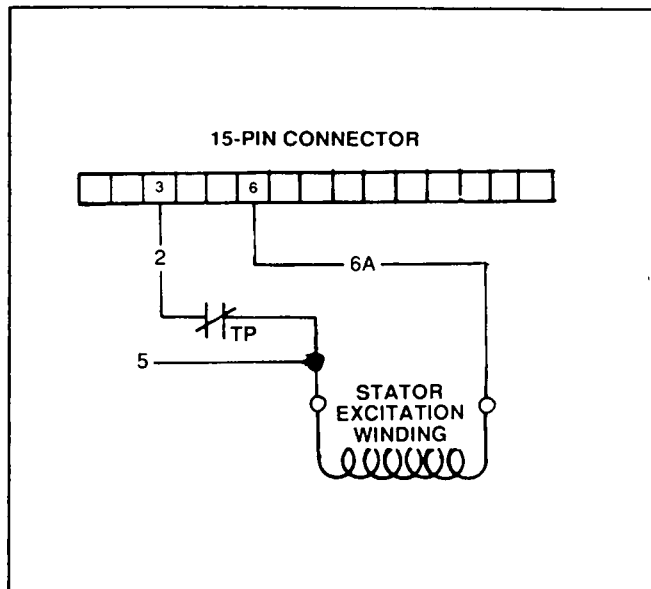 15-PIN CONNECTOR
3 6
2
6A
TP
5
STATOR
EXCITATION
WINDING